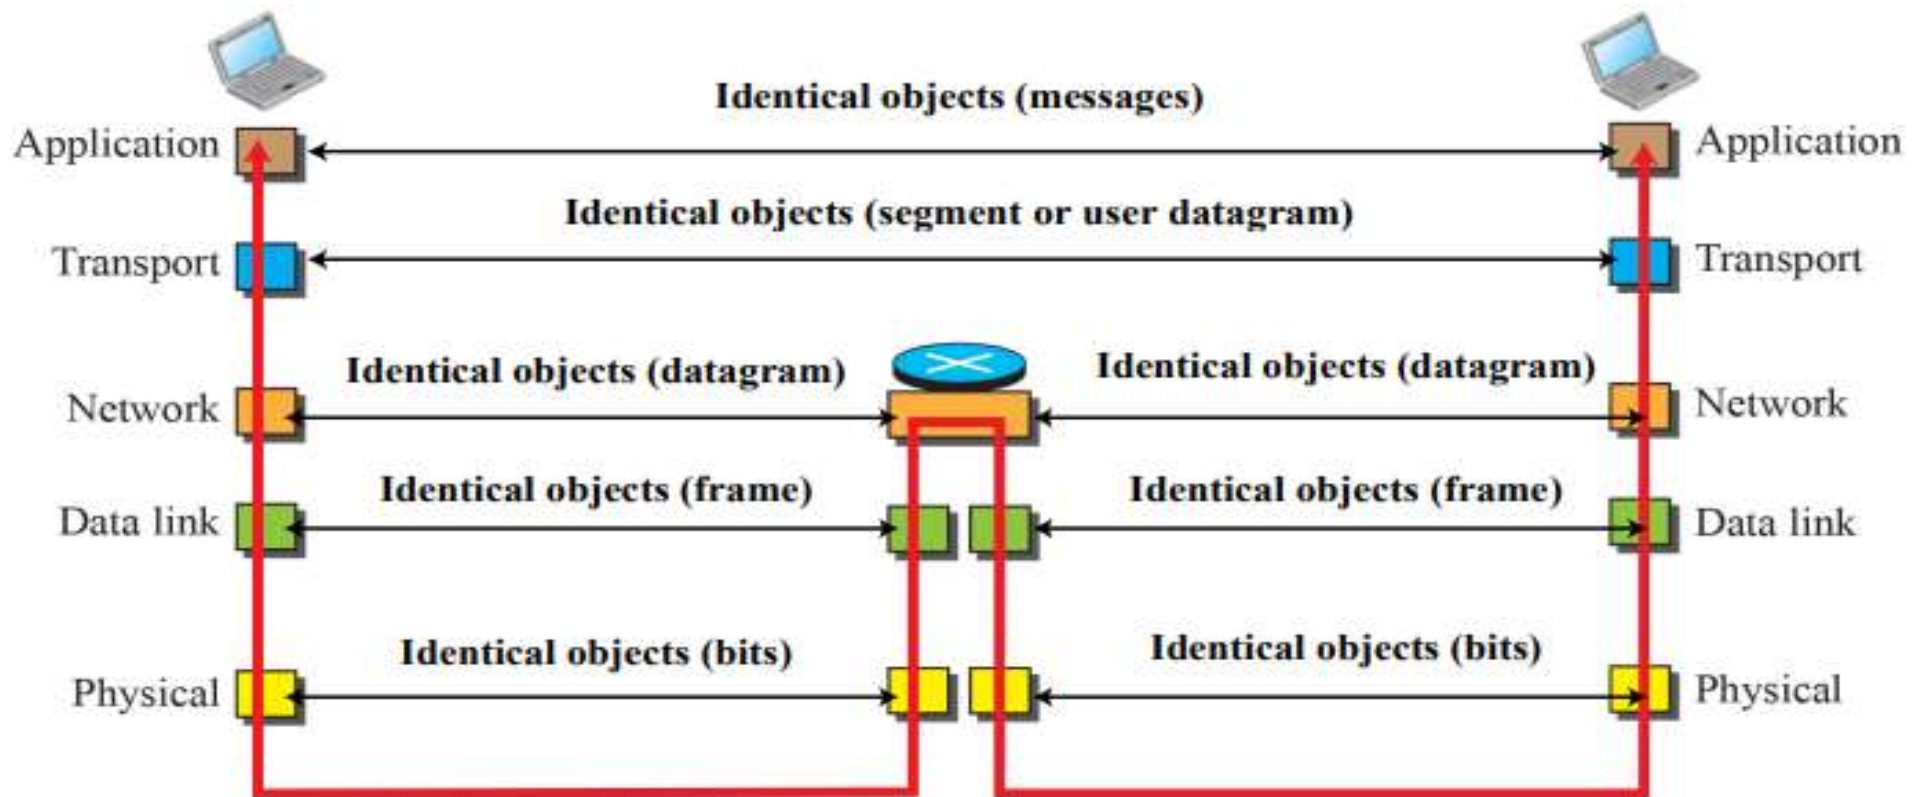 Identical objects (messages)
Application
Application
Identical objects (segment or user datagram)
Transport
Transport
Identical objects (datagram)
Identical objects (datagram)
Network
Network
Identical objects (frame)
Identical objects (frame)
Data link
Data link
Identical objects (bits)
Identical objects (bits)
Physical
Physical